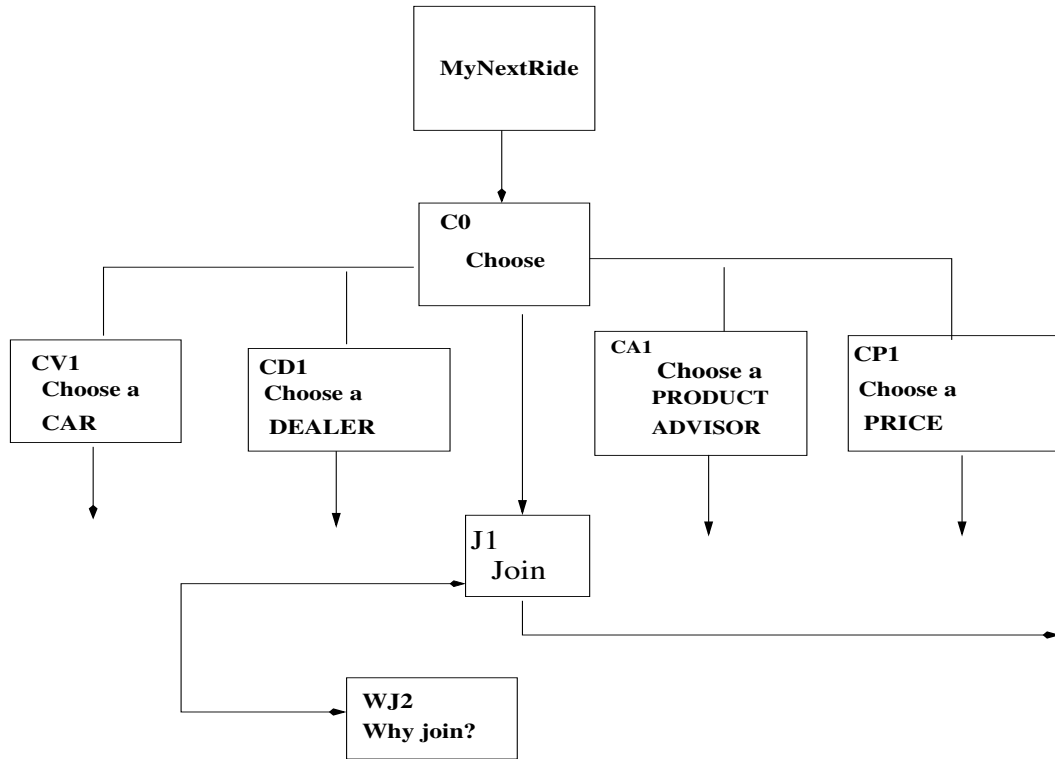 MyNextRide
C0
Choose
CV1
Choose a
CAR
CD1
Choose a
DEALER
CA1
Choose a
PRODUCT
ADVISOR
CP1
Choose a
PRICE
J1
Join
WJ2
Why join?